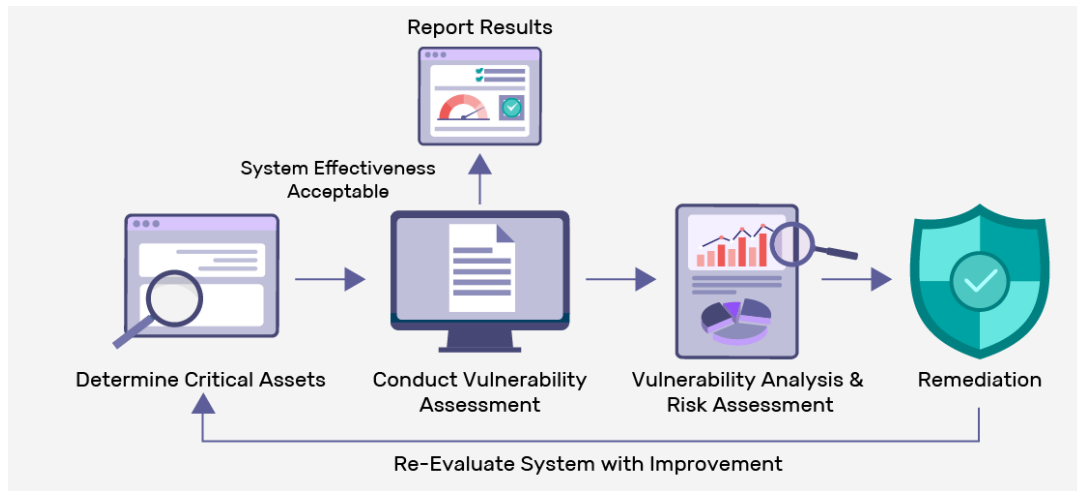 Report Results
System Effectiveness
Acceptable
Determine Critical Assets
Conduct Vulnerability
Assessment
Vulnerability Analysis &
Risk Assessment
Remediation
Re-Evaluate System with Improvement